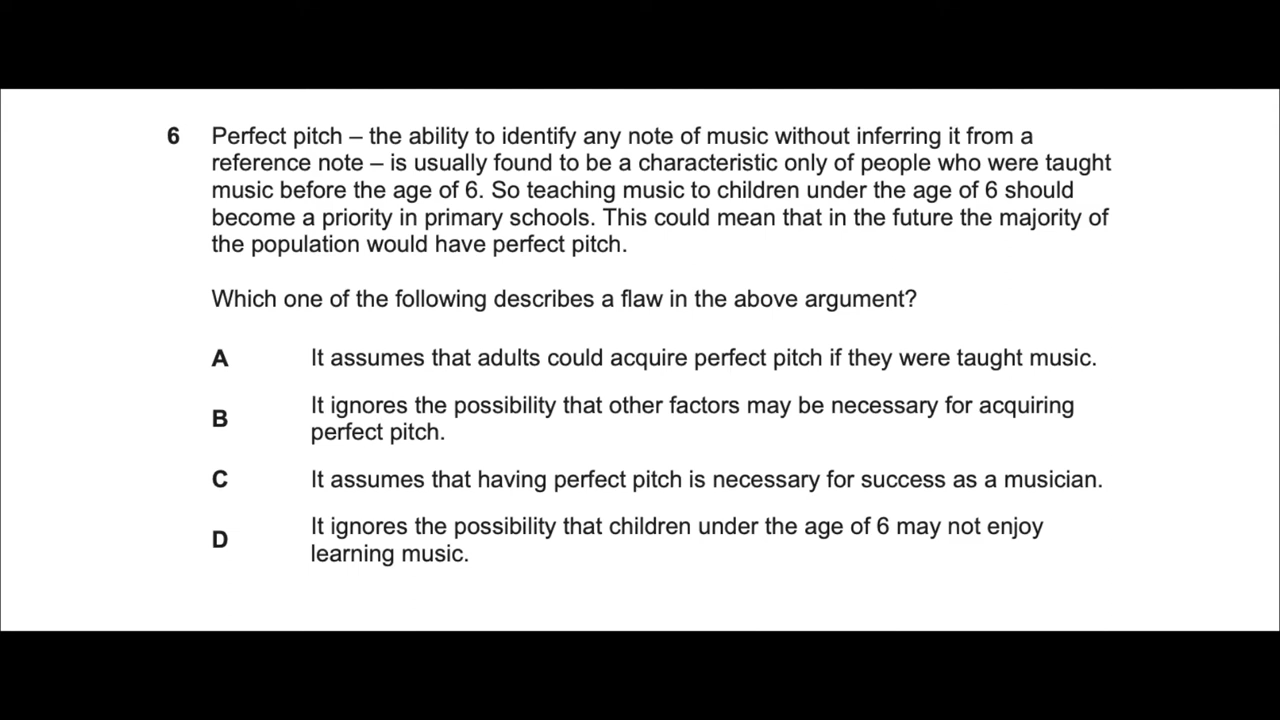 6 Perfect pitch – the ability to identify any note of music without inferring it from a
reference note – is usually found to be a characteristic only of people who were taught
music before the age of 6. So teaching music to children under the age of 6 should
become a priority in primary schools. This could mean that in the future the majority of
the population would have perfect pitch.
Which one of the following describes a flaw in the above argument?
A It assumes that adults could acquire perfect pitch if they were taught music.
B It ignores the possibility that other factors may be necessary for acquiring
perfect pitch.
C It assumes that having perfect pitch is necessary for success as a musician.
D It ignores the possibility that children under the age of 6 may not enjoy
learning music.